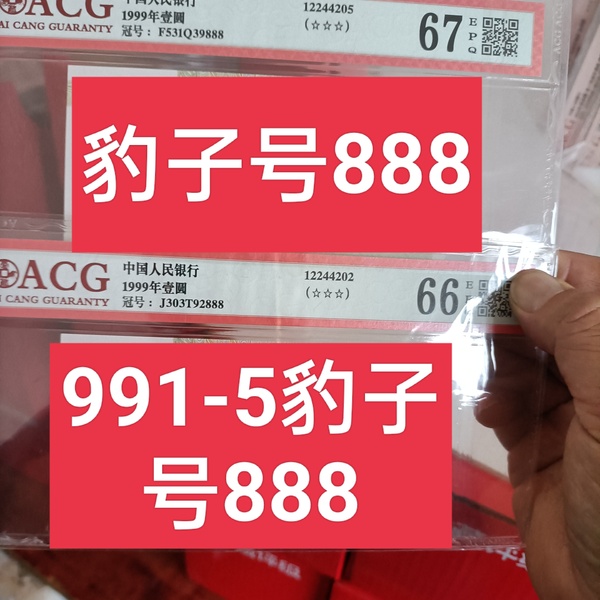 ACG
AI CANG GUARANTY
中国人民银行
1999年壹圆
冠号：F531Q39888
12244205
(☆☆☆)
67
E
P
Q
豹子号888
ACG
I CANG GUARANTY
中国人民银行
1999年壹圆
冠号：J303T92888
12244202
(☆☆☆)
66
E
991-5豹子
号888